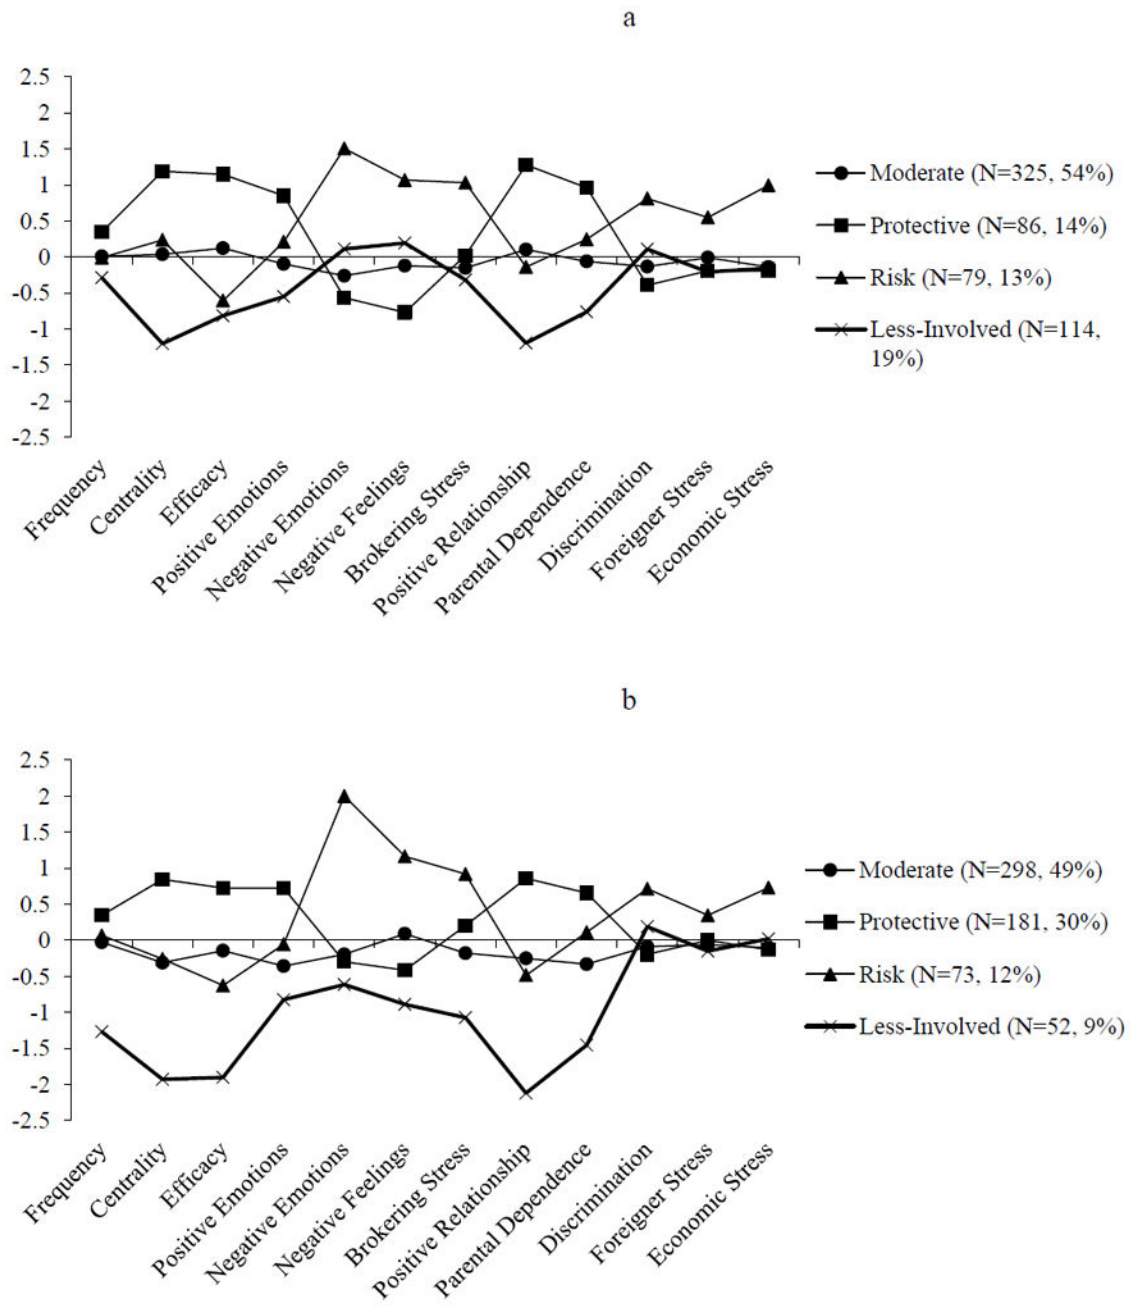 a
2.5
2
1.5
1
0.5
0
-0.5
-1
-1.5
-2
-2.5
Frequency
Centrality
Efficacy
Positive Emotions
Negative Emotions
Negative Feelings
Brokering Stress
Positive Relationship
Parental Dependence
Discrimination
Foreigner Stress
Economic Stress
Moderate (N=325, 54%)
Protective (N=86, 14%)
Risk (N=79, 13%)
Less-Involved (N=114,
19%)
b
2.5
2
1.5
1
0.5
0
-0.5
-1
-1.5
-2
-2.5
Frequency
Centrality
Efficacy
Positive Emotions
Negative Emotions
Negative Feelings
Brokering Stress
Positive Relationship
Parental Dependence
Discrimination
Foreigner Stress
Economic Stress
Moderate (N=298, 49%)
Protective (N=181, 30%)
Risk (N=73, 12%)
Less-Involved (N=52, 9%)